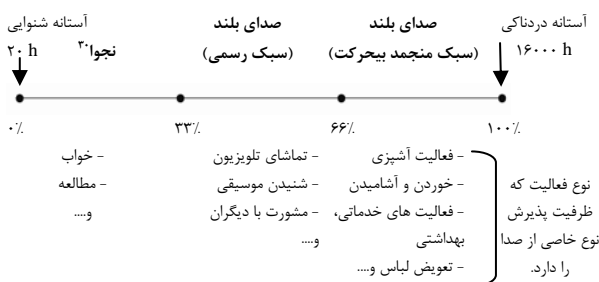 آستانه شنوایی
۲۰ h
نجوا۳۰
صدای بلند
(سبک رسمی)
صدای بلند
(سبک منجمد بیحرکت)
آستانه دردناکی
۱۶۰۰۰ h
۰٪
۳۳٪
۶۶٪
۱۰۰٪
- خواب
- مطالعه
و....
- تماشای تلویزیون
- شنیدن موسیقی
- مشورت با دیگران
و....
- فعالیت آشپزی
- خوردن و آشامیدن
- فعالیت های خدماتی،
بهداشتی
- تعویض لباس و....
نوع فعالیت که
ظرفیت پذیرش
نوع خاصی از صدا
را دارد.